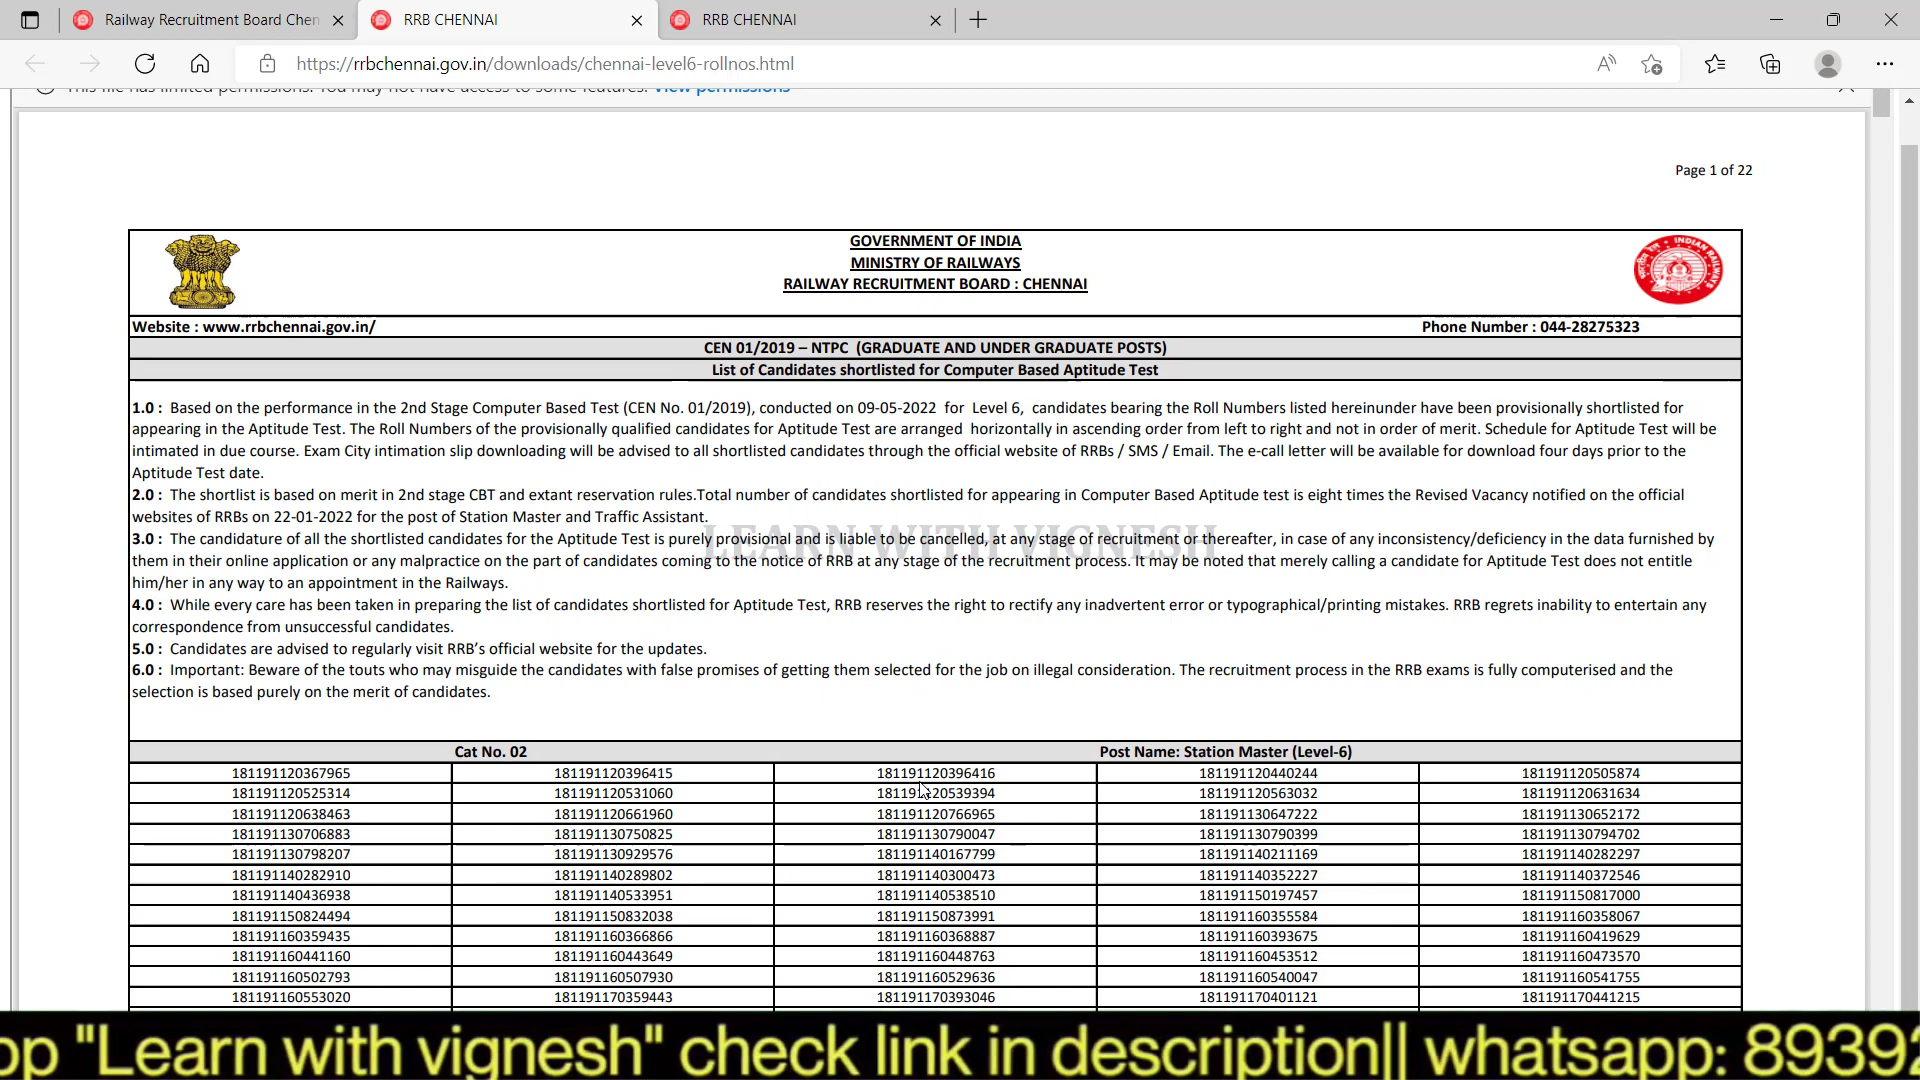 Railway Recruitment Board Chen
RRB CHENNAI
RRB CHENNAI
https://rrbchennai.gov.in/downloads/chennai-level6-rollnos.html
This file has limited permissions. You may not have access to some features. View permissions
Page 1 of 22
GOVERNMENT OF INDIA
MINISTRY OF RAILWAYS
RAILWAY RECRUITMENT BOARD : CHENNAI
INDIAN RAILWAYS
Website : www.rrbchennai.gov.in/ Phone Number : 044-28275323
CEN 01/2019 – NTPC (GRADUATE AND UNDER GRADUATE POSTS)
List of Candidates shortlisted for Computer Based Aptitude Test
1.0 : Based on the performance in the 2nd Stage Computer Based Test (CEN No. 01/2019), conducted on 09-05-2022 for Level 6, candidates bearing the Roll Numbers listed hereinunder have been provisionally shortlisted for
appearing in the Aptitude Test. The Roll Numbers of the provisionally qualified candidates for Aptitude Test are arranged horizontally in ascending order from left to right and not in order of merit. Schedule for Aptitude Test will be
intimated in due course. Exam City intimation slip downloading will be advised to all shortlisted candidates through the official website of RRBs / SMS / Email. The e-call letter will be available for download four days prior to the
Aptitude Test date.
2.0 : The shortlist is based on merit in 2nd stage CBT and extant reservation rules.Total number of candidates shortlisted for appearing in Computer Based Aptitude test is eight times the Revised Vacancy notified on the official
websites of RRBs on 22-01-2022 for the post of Station Master and Traffic Assistant.
LEARN WITH VIGNESH
3.0 : The candidature of all the shortlisted candidates for the Aptitude Test is purely provisional and is liable to be cancelled, at any stage of recruitment or thereafter, in case of any inconsistency/deficiency in the data furnished by
them in their online application or any malpractice on the part of candidates coming to the notice of RRB at any stage of the recruitment process. It may be noted that merely calling a candidate for Aptitude Test does not entitle
him/her in any way to an appointment in the Railways.
4.0 : While every care has been taken in preparing the list of candidates shortlisted for Aptitude Test, RRB reserves the right to rectify any inadvertent error or typographical/printing mistakes. RRB regrets inability to entertain any
correspondence from unsuccessful candidates.
5.0 : Candidates are advised to regularly visit RRB’s official website for the updates.
6.0 : Important: Beware of the touts who may misguide the candidates with false promises of getting them selected for the job on illegal consideration. The recruitment process in the RRB exams is fully computerised and the
selection is based purely on the merit of candidates.
Cat No. 02 Post Name: Station Master (Level-6)
181191120367965 181191120396415 181191120396416 181191120440244 181191120505874
181191120525314 181191120531060 181191120539394 181191120563032 181191120631634
181191120638463 181191120661960 181191120766965 181191130647222 181191130652172
181191130706883 181191130750825 181191130790047 181191130790399 181191130794702
181191130798207 181191130929576 181191140167799 181191140211169 181191140282297
181191140282910 181191140289802 181191140300473 181191140352227 181191140372546
181191140436938 181191140533951 181191140538510 181191150197457 181191150817000
181191150824494 181191150832038 181191150873991 181191160355584 181191160358067
181191160359435 181191160366866 181191160368887 181191160393675 181191160419629
181191160441160 181191160443649 181191160448763 181191160453512 181191160473570
181191160502793 181191160507930 181191160529636 181191160540047 181191160541755
181191160553020 181191170359443 181191170393046 181191170401121 181191170441215
op "Learn with vignesh" check link in description|| whatsapp: 8939